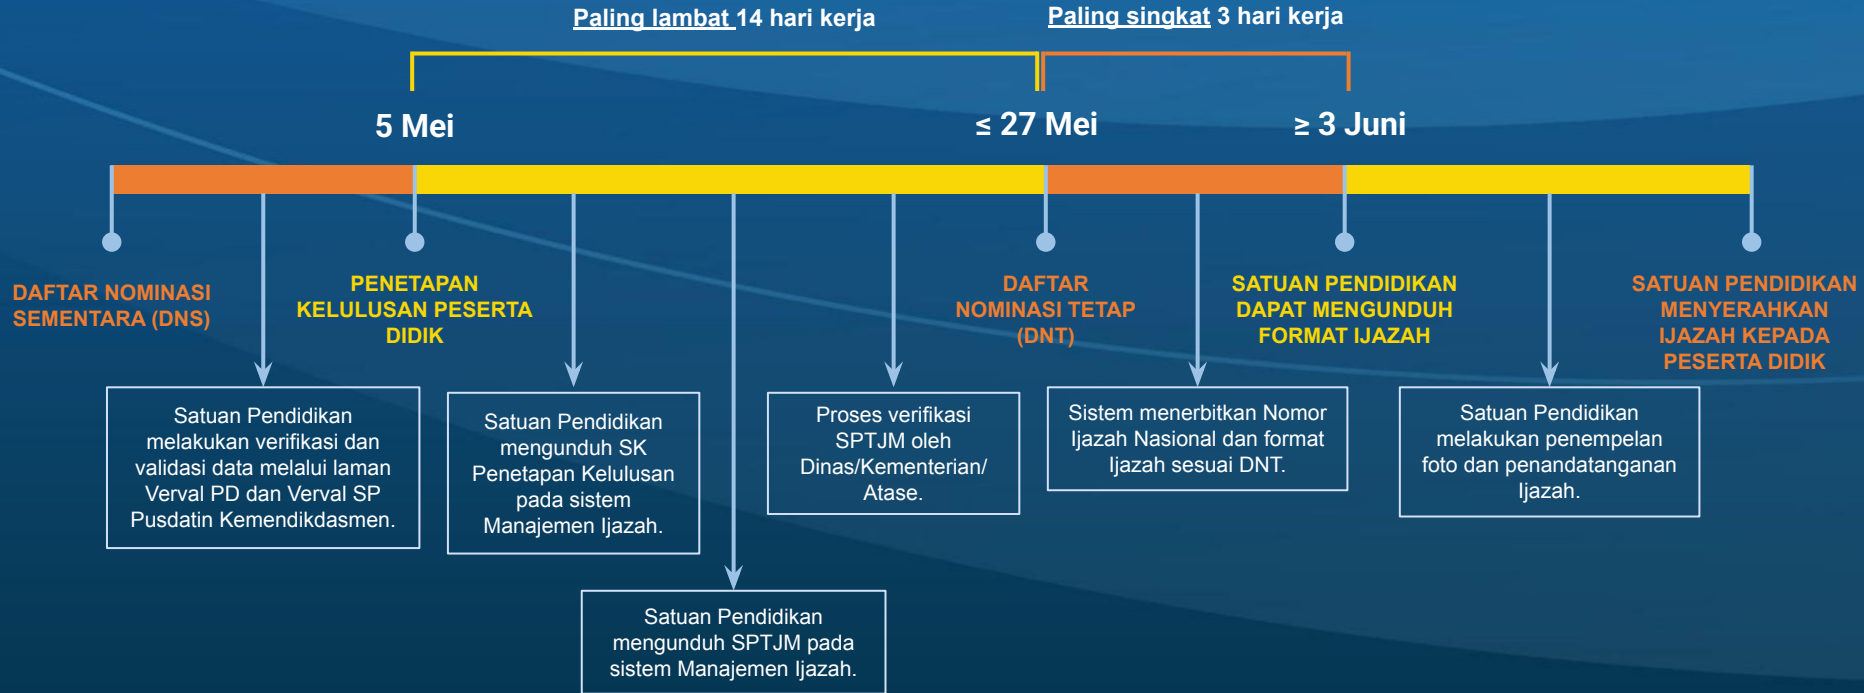 Paling lambat 14 hari kerja
Paling singkat 3 hari kerja
5 Mei
≤ 27 Mei
≥ 3 Juni
DAFTAR NOMINASI
SEMENTARA (DNS)
PENETAPAN
KELULUSAN PESERTA
DIDIK
DAFTAR
NOMINASI TETAP
(DNT)
SATUAN PENDIDIKAN
DAPAT MENGUNDUH
FORMAT IJAZAH
SATUAN PENDIDIKAN
MENYERAHKAN
IJAZAH KEPADA
PESERTA DIDIK
Satuan Pendidikan
melakukan verifikasi dan
validasi data melalui laman
Verval PD dan Verval SP
Pusdatin Kemendikdasmen.
Satuan Pendidikan
mengunduh SK
Penetapan Kelulusan
pada sistem
Manajemen Ijazah.
Satuan Pendidikan
mengunduh SPTJM pada
sistem Manajemen Ijazah.
Proses verifikasi
SPTJM oleh
Dinas/Kementerian/
Atase.
Sistem menerbitkan Nomor
Ijazah Nasional dan format
Ijazah sesuai DNT.
Satuan Pendidikan
melakukan penempelan
foto dan penandatanganan
Ijazah.